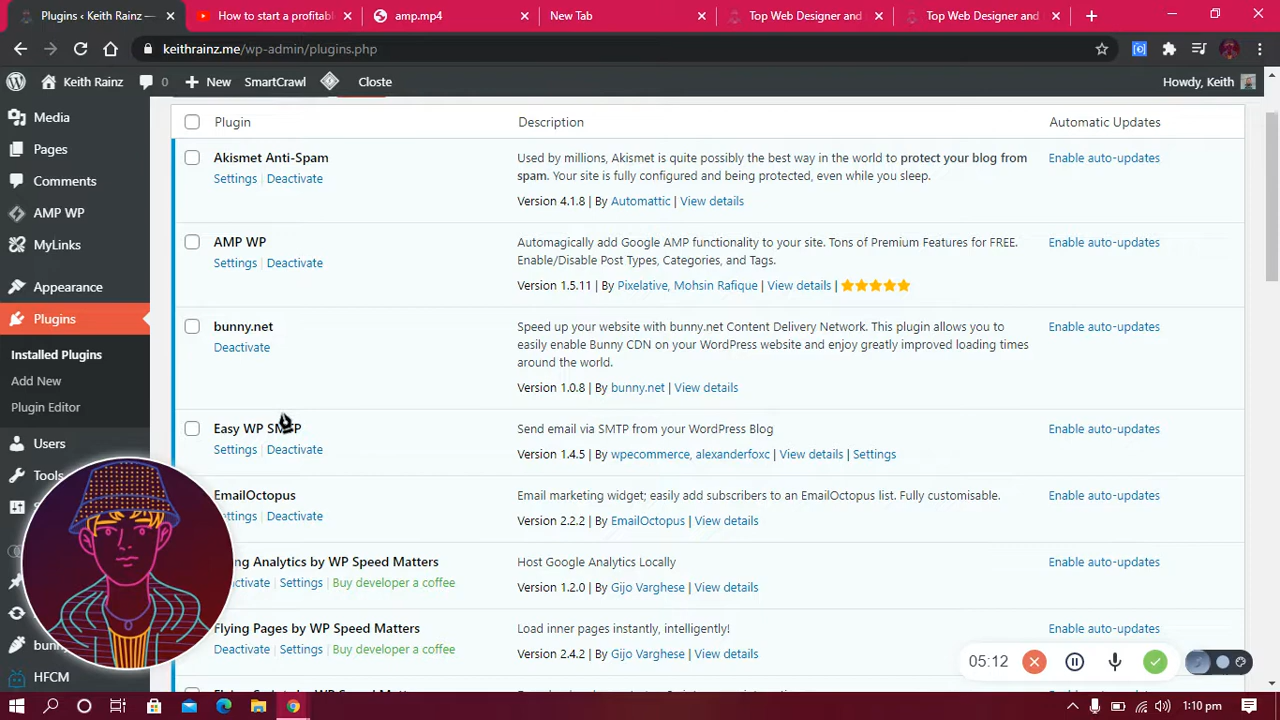 Plugins ‹ Keith Rainz
How to start a profitabl
amp.mp4
New Tab
Top Web Designer and
Top Web Designer and
keithrainz.me/wp-admin/plugins.php
Keith Rainz
0
New
SmartCrawl
Closte
Howdy, Keith
Media
Pages
Comments
AMP WP
MyLinks
Appearance
Plugins
Installed Plugins
Add New
Plugin Editor
Users
Tools
HFCM
Plugin
Description
Automatic Updates
Akismet Anti-Spam
Settings | Deactivate
Used by millions, Akismet is quite possibly the best way in the world to protect your blog from
spam. Your site is fully configured and being protected, even while you sleep.
Version 4.1.8 | By Automattic | View details
Enable auto-updates
AMP WP
Settings | Deactivate
Automagically add Google AMP functionality to your site. Tons of Premium Features for FREE.
Enable/Disable Post Types, Categories, and Tags.
Version 1.5.11 | By Pixelative, Mohsin Rafique | View details |
Enable auto-updates
bunny.net
Deactivate
Speed up your website with bunny.net Content Delivery Network. This plugin allows you to
easily enable Bunny CDN on your WordPress website and enjoy greatly improved loading times
around the world.
Version 1.0.8 | By bunny.net | View details
Enable auto-updates
Easy WP SMTP
Settings | Deactivate
Send email via SMTP from your WordPress Blog
Version 1.4.5 | By wpecommerce, alexanderfoxc | View details | Settings
Enable auto-updates
EmailOctopus
ettings | Deactivate
Email marketing widget; easily add subscribers to an EmailOctopus list. Fully customisable.
Version 2.2.2 | By EmailOctopus | View details
Enable auto-updates
ng Analytics by WP Speed Matters
activate | Settings | Buy developer a coffee
Host Google Analytics Locally
Version 1.2.0 | By Gijo Varghese | View details
Enable auto-updates
Flying Pages by WP Speed Matters
Deactivate | Settings | Buy developer a coffee
Load inner pages instantly, intelligently!
Version 2.4.2 | By Gijo Varghese | View details
Enable auto-updates
05:12
1:10 pm